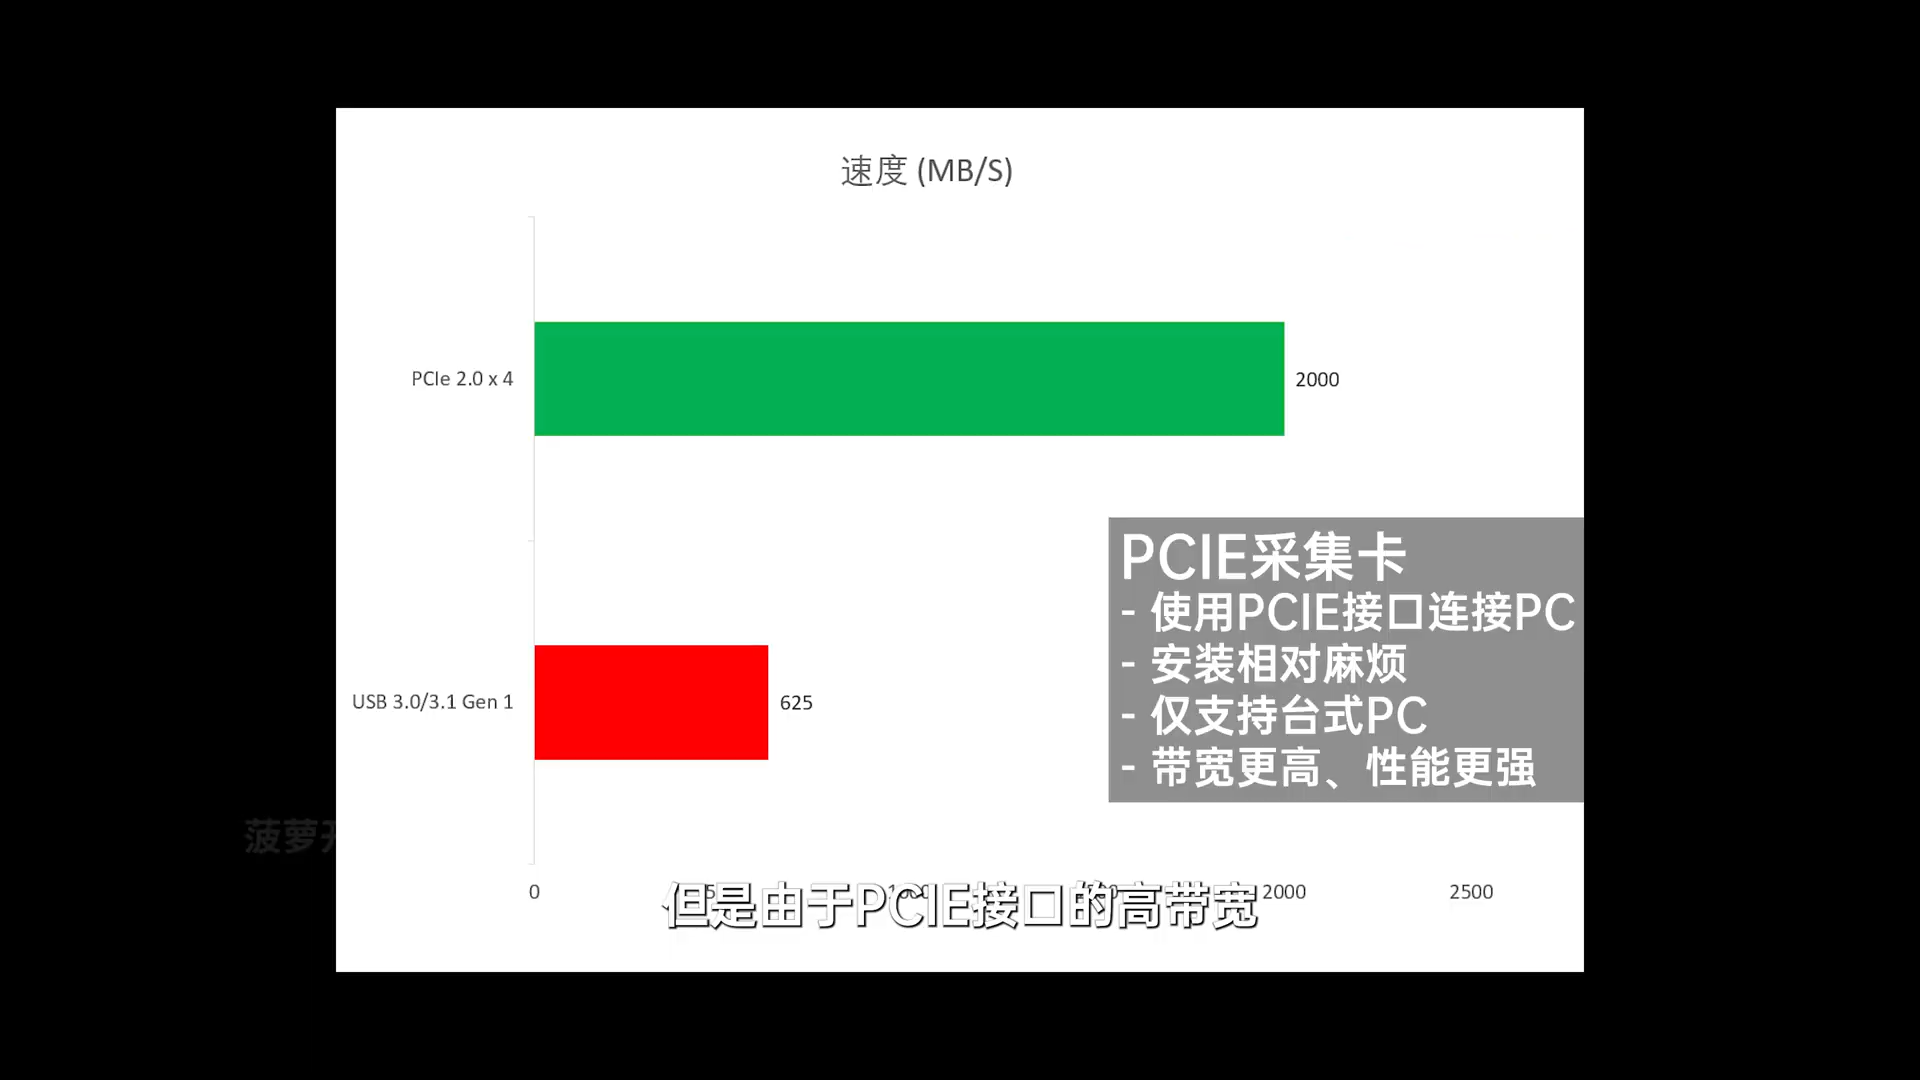 速度 (MB/S)
PCIe 2.0 x 4
2000
PCIE采集卡
- 使用PCIE接口连接PC
- 安装相对麻烦
- 仅支持台式PC
- 带宽更高、性能更强
USB 3.0/3.1 Gen 1
625
菠萝
0
2000
2500
但是由于PCIE接口的高带宽